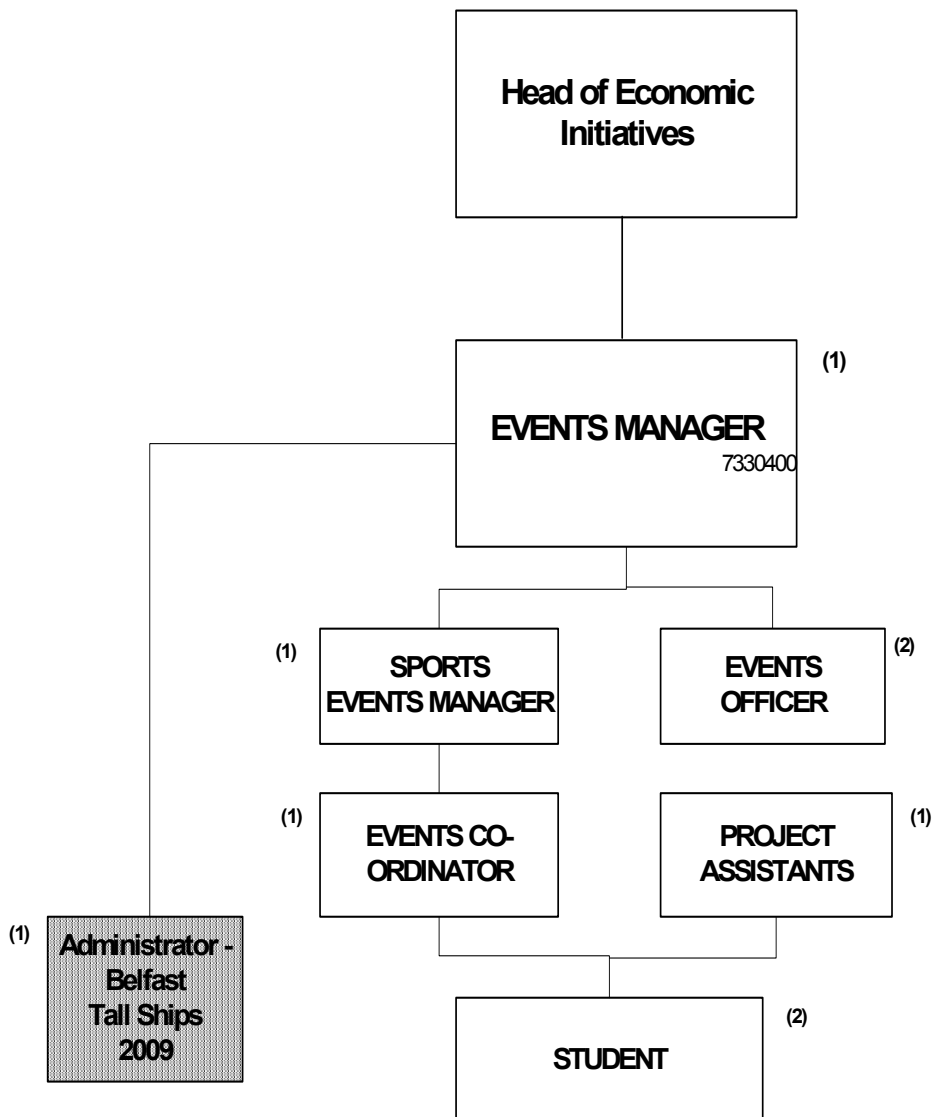 Head of Economic
Initiatives
(1)
EVENTS MANAGER
7330400
(1)
SPORTS
EVENTS MANAGER
(2)
EVENTS
OFFICER
(1)
EVENTS CO-
ORDINATOR
(1)
PROJECT
ASSISTANTS
(1)
Administrator -
Belfast
Tall Ships
2009
(2)
STUDENT